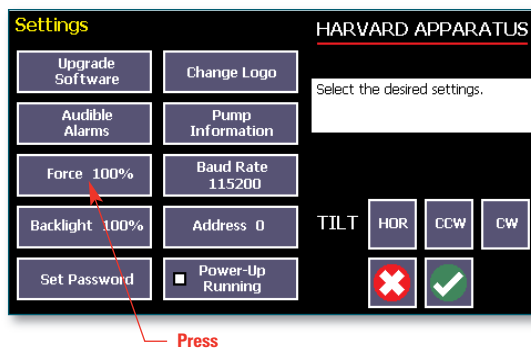 Settings
HARVARD APPARATUS
Upgrade
Software
Change Logo
Select the desired settings.
Audible
Alarms
Pump
Information
Force 100%
Baud Rate
115200
Backlight 100%
Address 0
TILT
HOR
CCW
CW
Set Password
Power-Up
Running
Press